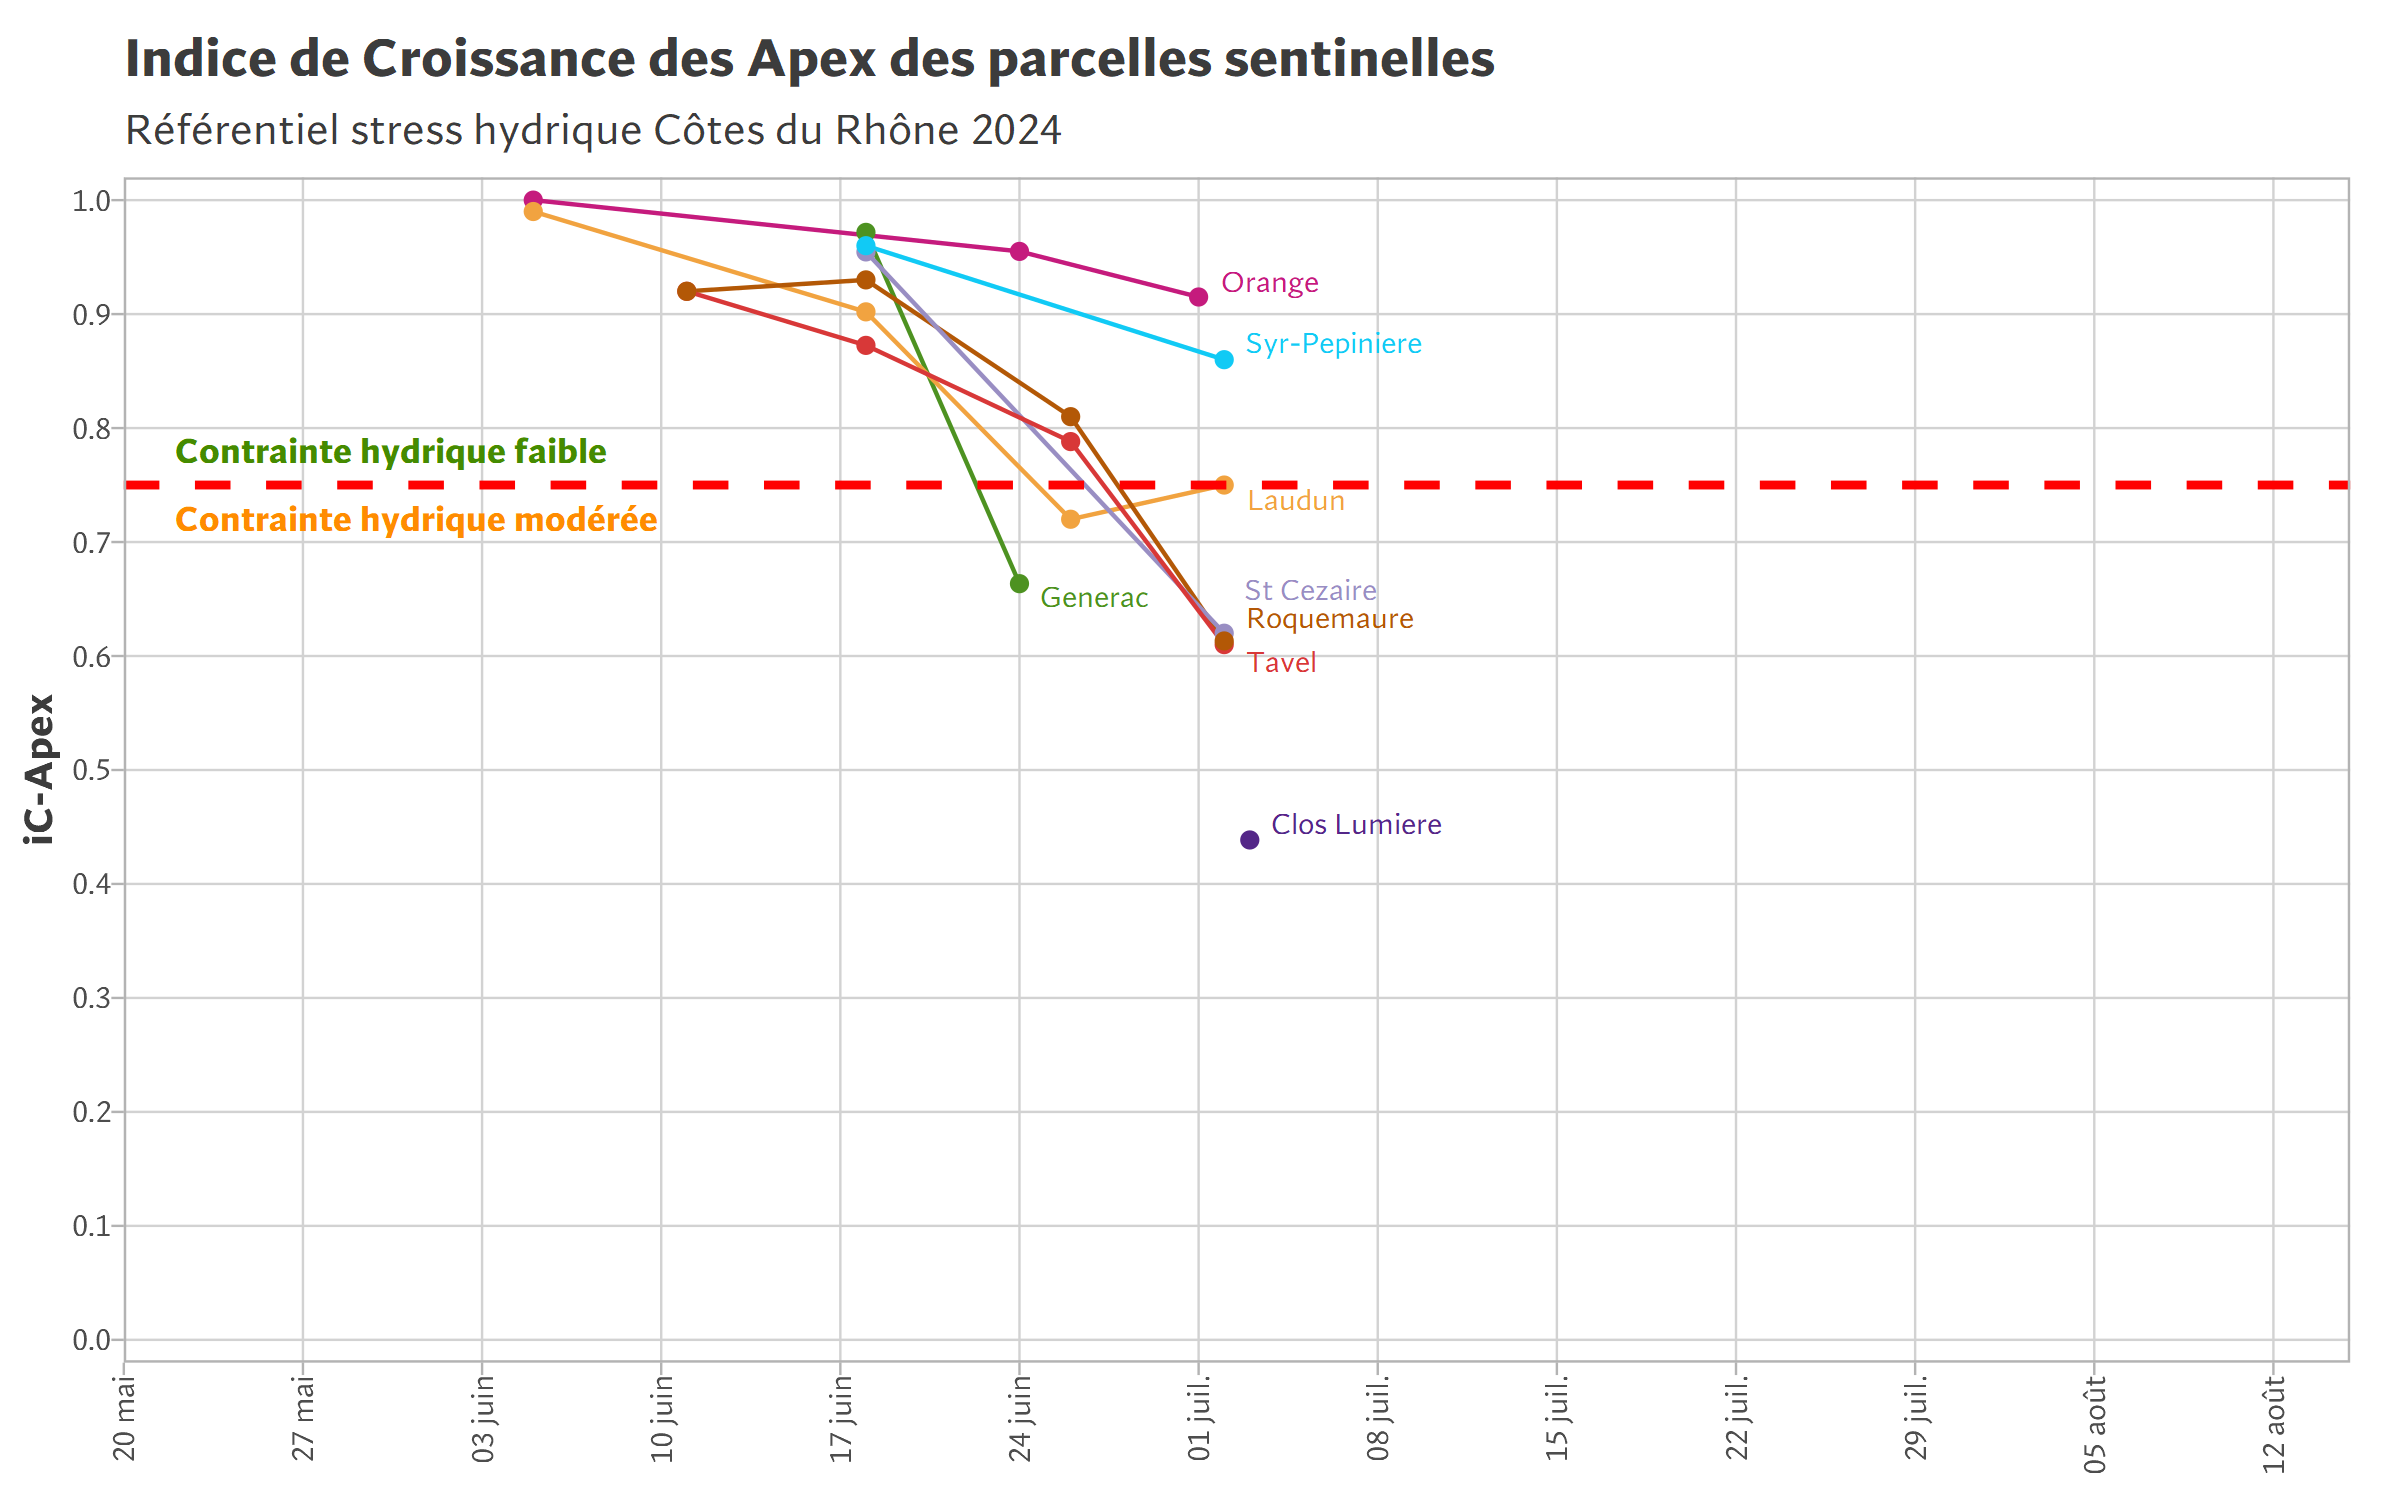 Indice de Croissance des Apex des parcelles sentinelles
Référentiel stress hydrique Côtes du Rhône 2024
iC-Apex
1.0
0.9
0.8
0.7
0.6
0.5
0.4
0.3
0.2
0.1
0.0
Contrainte hydrique faible
Contrainte hydrique modérée
Orange
Syr-Pepiniere
Laudun
Generac
St Cezaire
Roquemaure
Tavel
Clos Lumiere
20 mai
27 mai
03 juin
10 juin
17 juin
24 juin
01 juil.
08 juil.
15 juil.
22 juil.
29 juil.
05 août
12 août